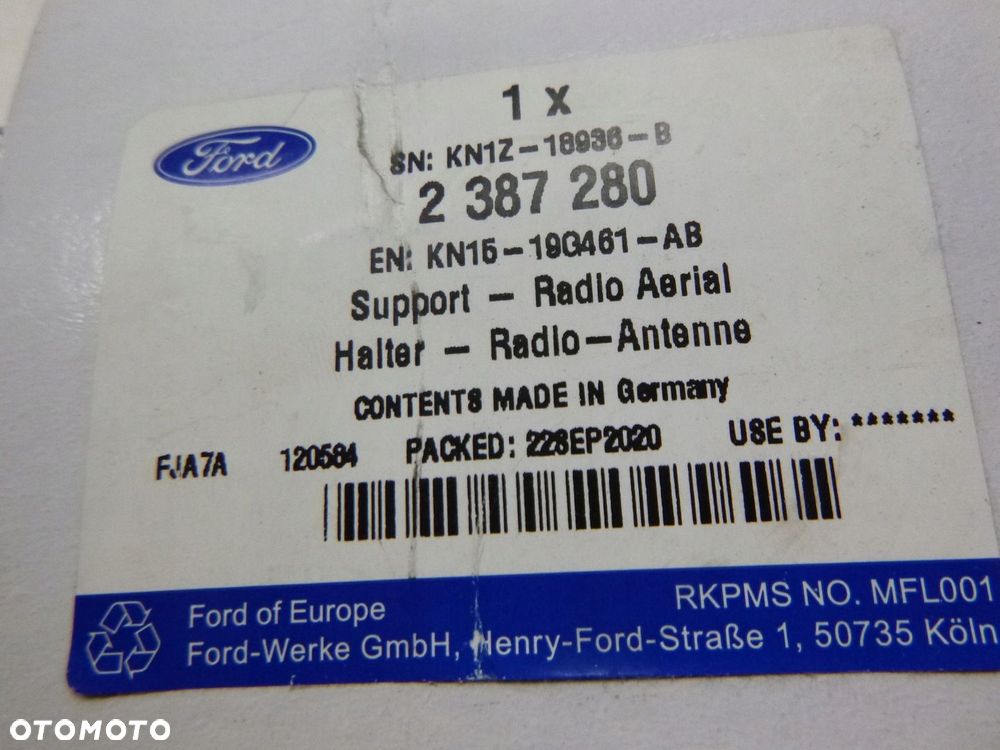 1 x
Ford
SN: KN1Z-18936-B
2 387 280
EN: KN15-19G461-AB
Support - Radio Aerial
Halter - Radio-Antenne
CONTENTS MADE IN Germany
FJA7A 120584 PACKED: 22SEP2020 USE BY: *******
RKPMS NO. MFL001
Ford of Europe
Ford-Werke GmbH, Henry-Ford-Straße 1, 50735 Köln
OTOMOTO